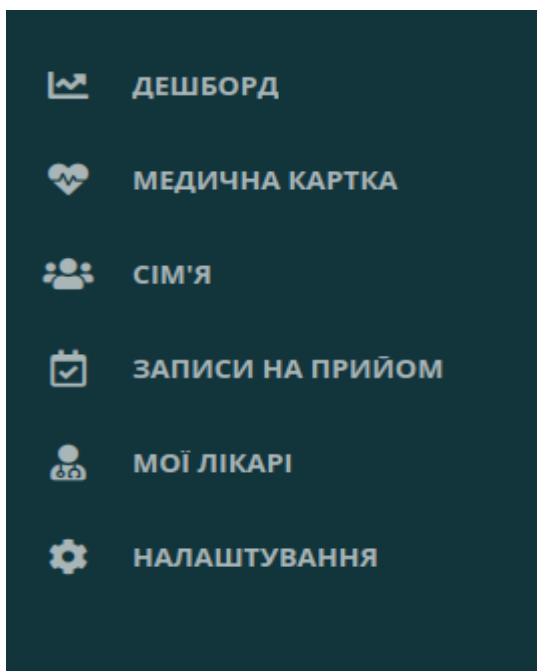 ДЕШБОРД
МЕДИЧНА КАРТКА
СІМ'Я
ЗАПИСИ НА ПРИЙОМ
МОЇ ЛІКАРІ
НАЛАШТУВАННЯ